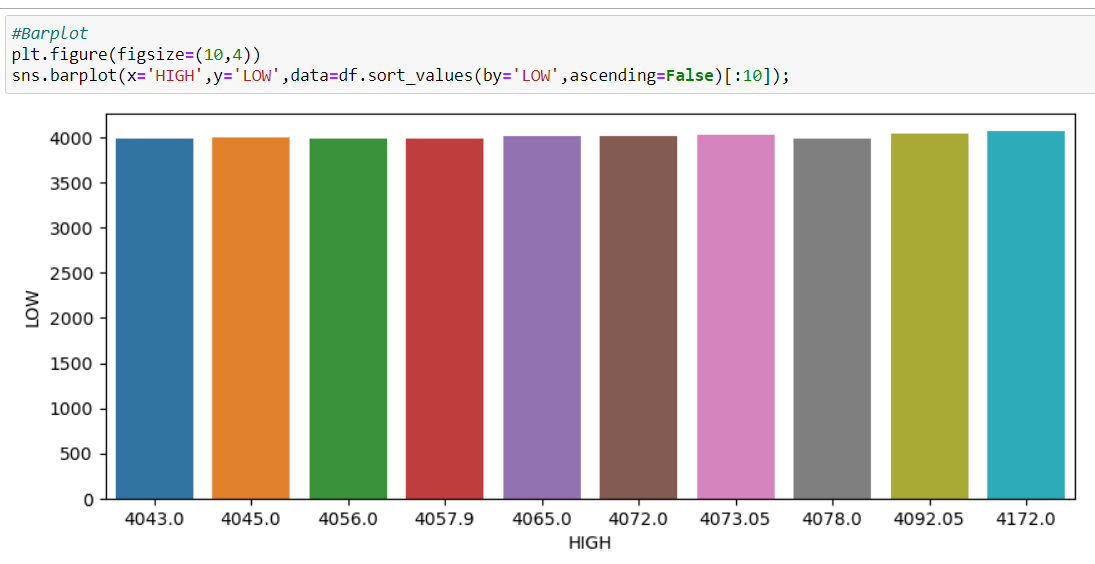 #Barplot
plt.figure(figsize=(10,4))
sns.barplot(x='HIGH',y='LOW',data=df.sort_values(by='LOW',ascending=False)[:10]);
4000
3500
3000
2500
2000
1500
1000
500
0
LOW
4043.0 4045.0 4056.0 4057.9 4065.0 4072.0 4073.05 4078.0 4092.05 4172.0
HIGH